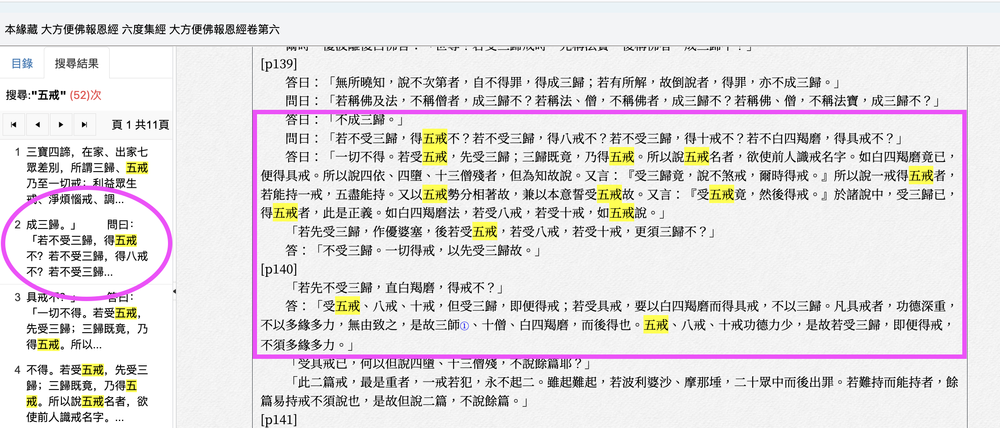 本緣藏 大方便佛報恩經 六度集經 大方便佛報恩經卷第六
目錄
搜尋結果
搜尋:"五戒" (52)次
頁 1 共11頁
1 三寶四諦，在家、出家七
眾差別，所謂三歸、五戒
乃至一切戒；利益眾生
戒、淨煩惱戒、調...
2 成三歸。」 問曰：
「若不受三歸，得五戒
不？若不受三歸，得八戒
不？若不受三歸...
3 具戒不？」 答曰：
「一切不得。若受五戒，
先受三歸；三歸既竟，乃
得五戒。所以...
4 不得。若受五戒，先受三
歸；三歸既竟，乃得五
戒。所以說五戒名者，欲
使前人識戒名字。...
爾時，優波離復白佛言：「世尊！若受三歸戒時，先稱法寶，後稱佛者，成三歸不？」
[p139]
答曰：「無所曉知，說不次第者，自不得罪，得成三歸；若有所解，故倒說者，得罪，亦不成三歸。」
問曰：「若稱佛及法，不稱僧者，成三歸不？若稱法、僧，不稱佛者，成三歸不？若稱佛、僧，不稱法寶，成三歸不？」
答曰：「不成三歸。」
問曰：「若不受三歸，得五戒不？若不受三歸，得八戒不？若不受三歸，得十戒不？若不白四羯磨，得具戒不？」
答曰：「一切不得。若受五戒，先受三歸；三歸既竟，乃得五戒。所以說五戒名者，欲使前人識戒名字。如白四羯磨竟已，
便得具戒。所以說四依、四墮、十三僧殘者，但為知故說。又言：『受三歸竟，說不煞戒，爾時得戒。』所以說一戒得五戒者，
若能持一戒，五盡能持。又以五戒勢分相著故，兼以本意誓受五戒故。又言：『受五戒竟，然後得戒。』於諸說中，受三歸已，
得五戒者，此是正義。如白四羯磨法，若受八戒，若受十戒，如五戒說。」
「若先受三歸，作優婆塞，後若受五戒，若受八戒，若受十戒，更須三歸不？」
答：「不受三歸。一切得戒，以先受三歸故。」
[p140]
「若先不受三歸，直白羯磨，得戒不？」
答：「受五戒、八戒、十戒，但受三歸，即便得戒；若受具戒，要以白四羯磨而得具戒，不以三歸。凡具戒者，功德深重，
不以多緣多力，無由致之，是故三師①、十僧、白四羯磨，而後得也。五戒、八戒、十戒功德力少，是故若受三歸，即便得戒，
不須多緣多力。」
「受具戒已，何以但說四墮、十三僧殘，不說餘篇耶？」
「此二篇戒，最是重者，一戒若犯，永不起二。雖起難起，若波利婆沙、摩那埵，二十眾中而後出罪。若難持而能持者，餘
篇易持戒不須說也，是故但說二篇，不說餘篇。」
[p141]